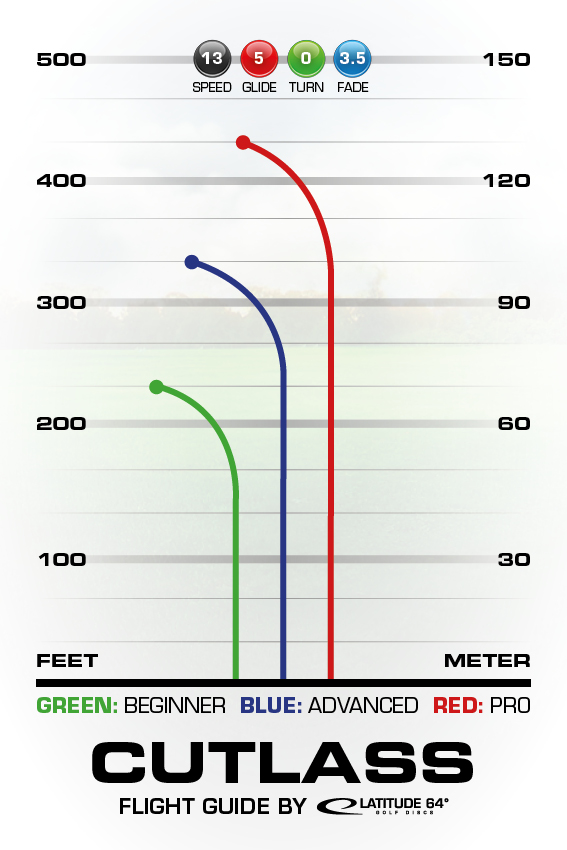 500 13 5 0 3.5 150
SPEED GLIDE TURN FADE
400 120
300 90
200 60
100 30
FEET METER
GREEN: BEGINNER BLUE: ADVANCED RED: PRO
CUTLASS
FLIGHT GUIDE BY LATITUDE 64°
GOLF DISCS